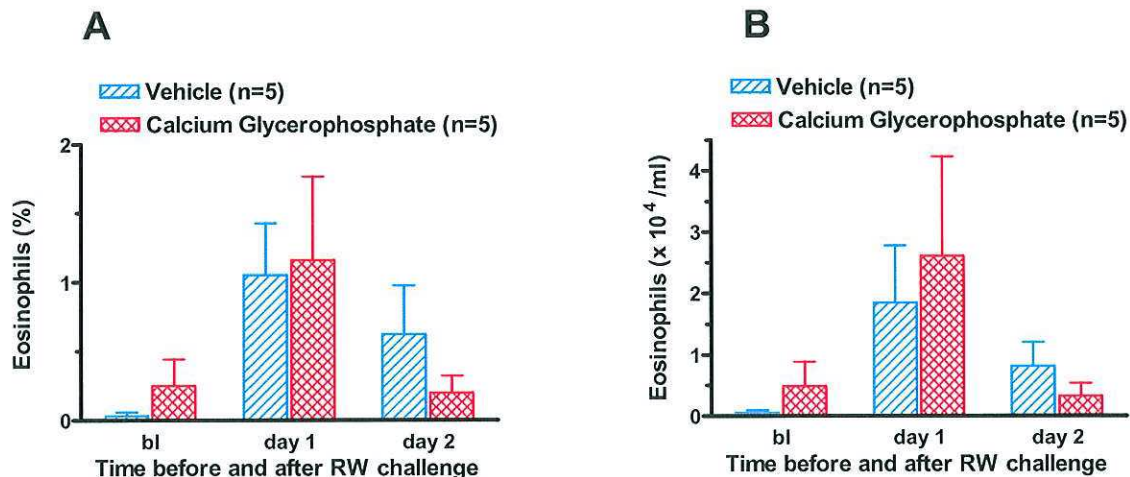 A
Vehicle (n=5)
Calcium Glycerophosphate (n=5)
Eosinophils (%)
2
1
0
bl
day 1
day 2
Time before and after RW challenge
B
Vehicle (n=5)
Calcium Glycerophosphate (n=5)
Eosinophils (x 10 4 /ml)
4
3
2
1
0
bl
day 1
day 2
Time before and after RW challenge